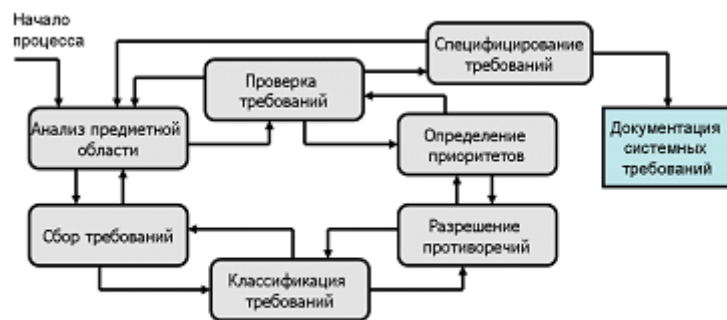 Начало
процесса
Спецификация
требований
Проверка
требований
Анализ предметной
области
Определение
приоритетов
Документация
системных
требований
Сбор требований
Разрешение
противоречий
Классификация
требований